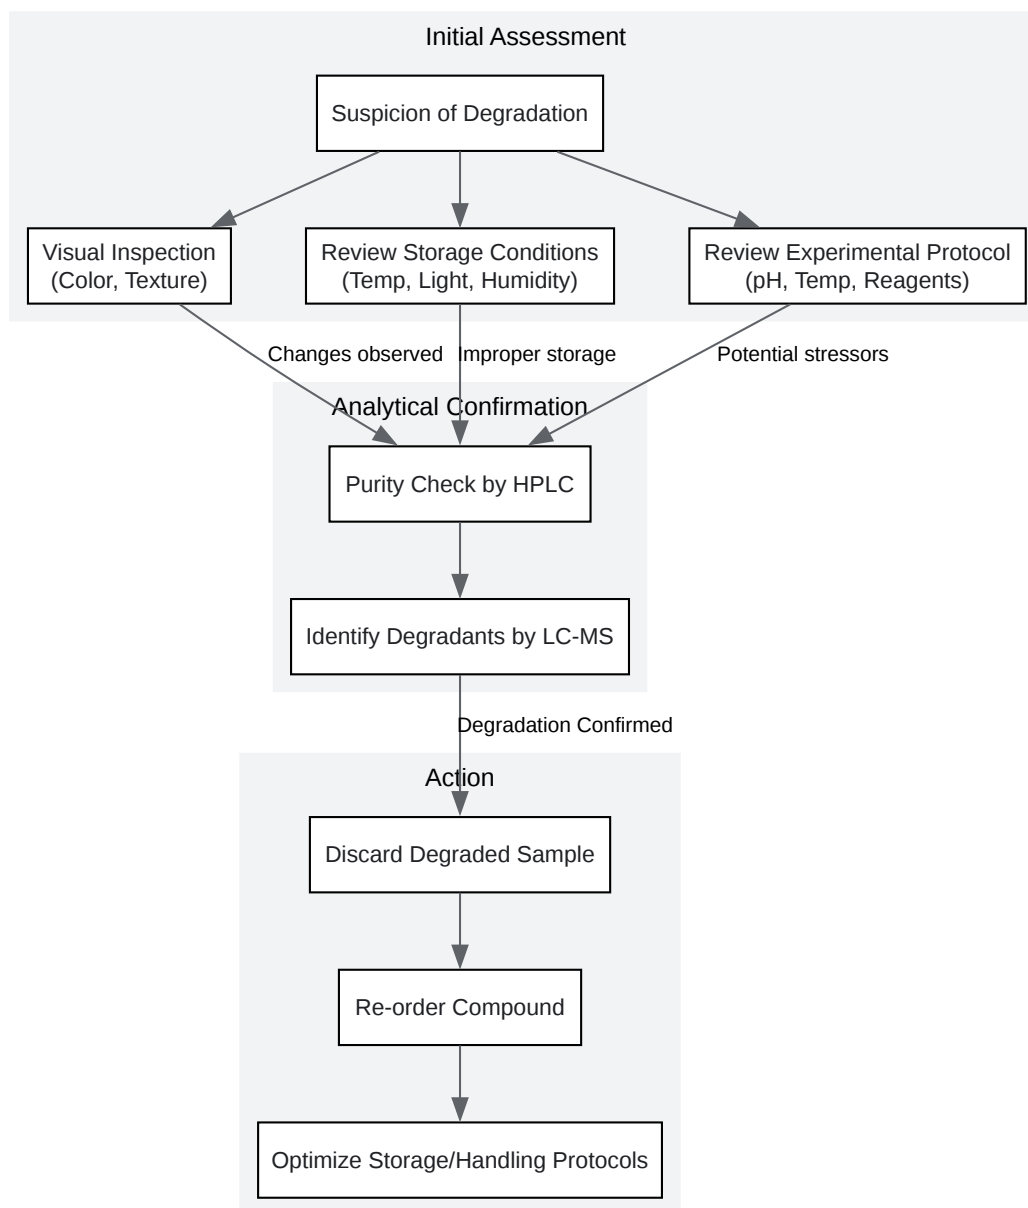 Initial Assessment
Suspicion of Degradation
Visual Inspection
(Color, Texture)
Review Storage Conditions
(Temp, Light, Humidity)
Review Experimental Protocol
(pH, Temp, Reagents)
Changes observed
Improper storage
Potential stressors
Analytical Confirmation
Purity Check by HPLC
Identify Degradants by LC-MS
Degradation Confirmed
Action
Discard Degraded Sample
Re-order Compound
Optimize Storage/Handling Protocols